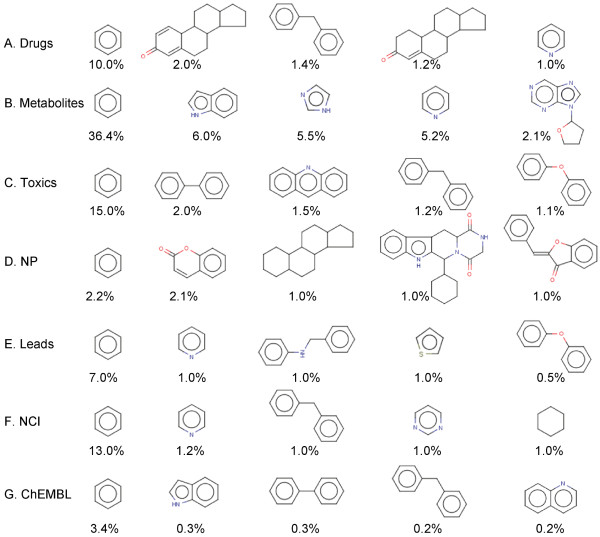 A. Drugs
O O
10.0% 2.0% 1.4% 1.2% N 1.0%
B. Metabolites
N NH NH N N N N N O
36.4% 6.0% 5.5% 5.2% 2.1%
C. Toxics
N O
15.0% 2.0% 1.5% 1.2% 1.1%
D. NP
O O N H O NH N O O O
2.2% 2.1% 1.0% 1.0% 1.0%
E. Leads
N N H S O
7.0% 1.0% 1.0% 1.0% 0.5%
F. NCI
N N N
13.0% 1.2% 1.0% 1.0% 1.0%
G. ChEMBL
NH N
3.4% 0.3% 0.3% 0.2% 0.2%